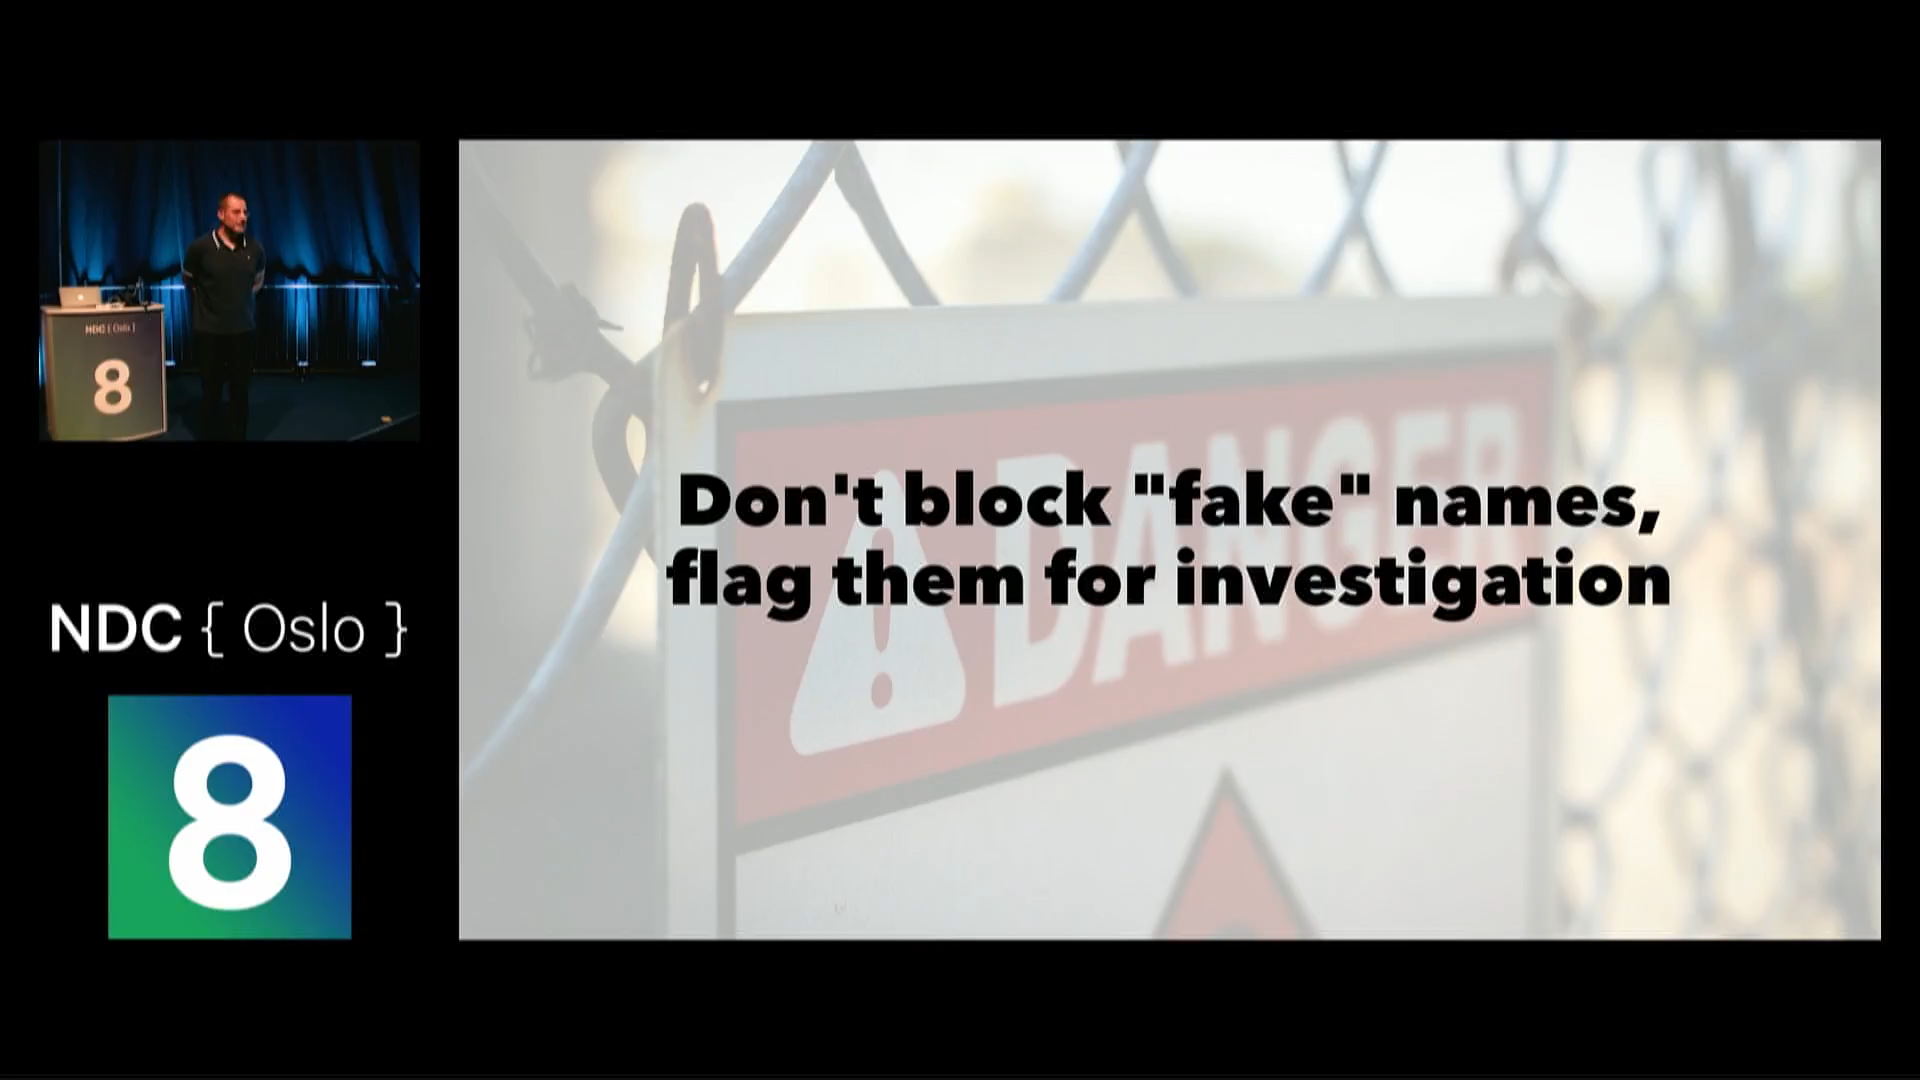 NDC { Oslo }
8
NDC { Oslo }
8
Don't block "fake" names,
flag them for investigation
DANGER